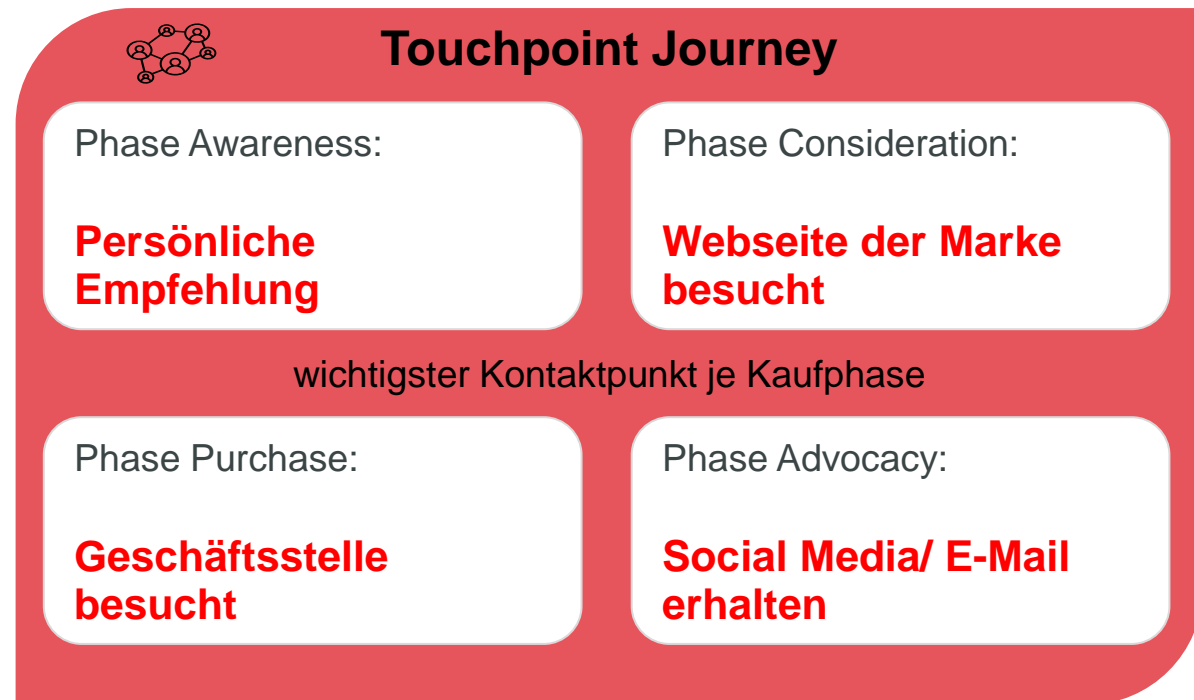 Touchpoint Journey
Phase Awareness:
Persönliche
Empfehlung
Phase Consideration:
Webseite der Marke
besucht
wichtigster Kontaktpunkt je Kaufphase
Phase Purchase:
Geschäftsstelle
besucht
Phase Advocacy:
Social Media/ E-Mail
erhalten